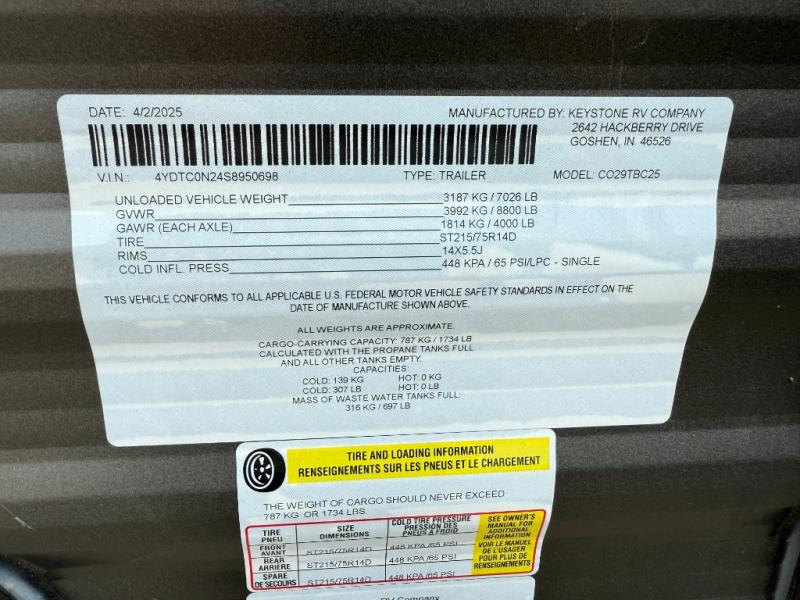 DATE: 4/2/2025 MANUFACTURED BY: KEYSTONE RV COMPANY
2642 HACKBERRY DRIVE
GOSHEN, IN 46526
V.I.N.: 4YDTC0N24S8950698 TYPE: TRAILER MODEL: CO29TBC25
UNLOADED VEHICLE WEIGHT 3187 KG / 7026 LB
GVWR 3992 KG / 8800 LB
GAWR (EACH AXLE) 1814 KG / 4000 LB
TIRE ST215/75R14D
RIMS 14X5.5J
COLD INFL. PRESS 448 KPA / 65 PSI/LPC - SINGLE
THIS VEHICLE CONFORMS TO ALL APPLICABLE U.S. FEDERAL MOTOR VEHICLE SAFETY STANDARDS IN EFFECT ON THE
DATE OF MANUFACTURE SHOWN ABOVE.
ALL WEIGHTS ARE APPROXIMATE.
CARGO-CARRYING CAPACITY: 787 KG / 1734 LB
CALCULATED WITH THE PROPANE TANKS FULL
AND ALL OTHER TANKS EMPTY.
CAPACITIES:
COLD: 139 KG HOT: 0 KG
COLD: 307 LB HOT: 0 LB
MASS OF WASTE WATER TANKS FULL:
316 KG / 697 LB
TIRE AND LOADING INFORMATION
RENSEIGNEMENTS SUR LES PNEUS ET LE CHARGEMENT
THE WEIGHT OF CARGO SHOULD NEVER EXCEED
787 KG OR 1734 LBS.
TIRE
PNEU
SIZE
DIMENSIONS
COLD TIRE PRESSURE
PRESSION DES
PNEUS A FROID
SEE OWNER'S
MANUAL FOR
ADDITIONAL
INFORMATION
VOIR LE MANUEL
DE L'USAGER
POUR PLUS DE
RENSEIGNEMENTS
FRONT
AVANT
ST215/75R14D 448 KPA /65 PSI
REAR
ARRIÈRE
ST215/75R14D 448 KPA /65 PSI
SPARE
DE SECOURS
ST215/75R14D 448 KPA /65 PSI
RV Company